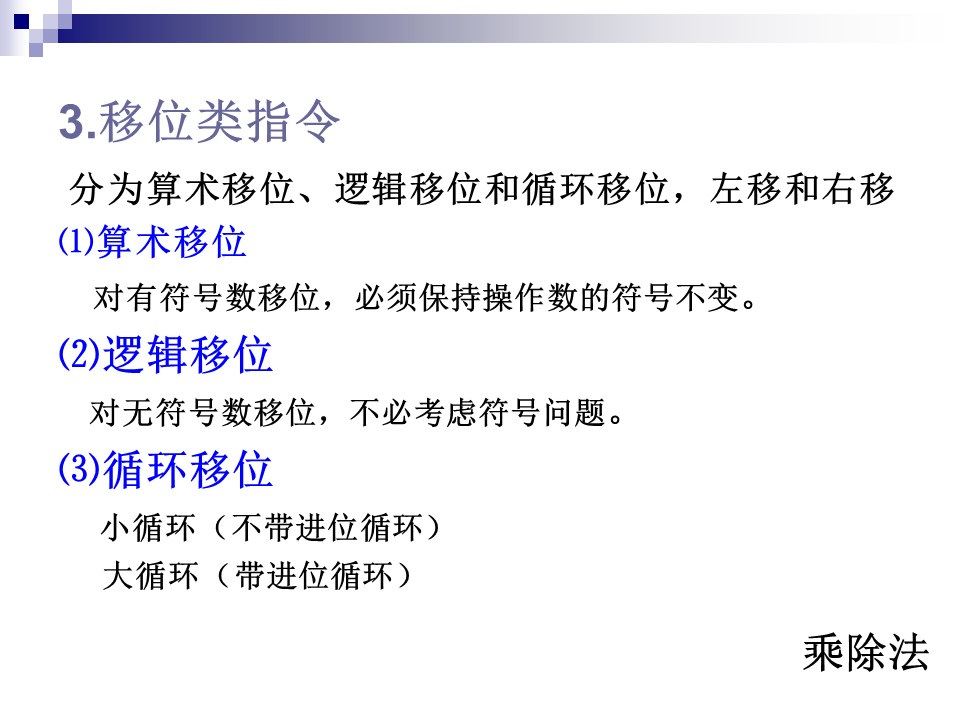 3.移位类指令
分为算术移位、逻辑移位和循环移位，左移和右移
⑴算术移位
对有符号数移位，必须保持操作数的符号不变。
⑵逻辑移位
对无符号数移位，不必考虑符号问题。
⑶循环移位
小循环（不带进位循环）
大循环（带进位循环）
乘除法